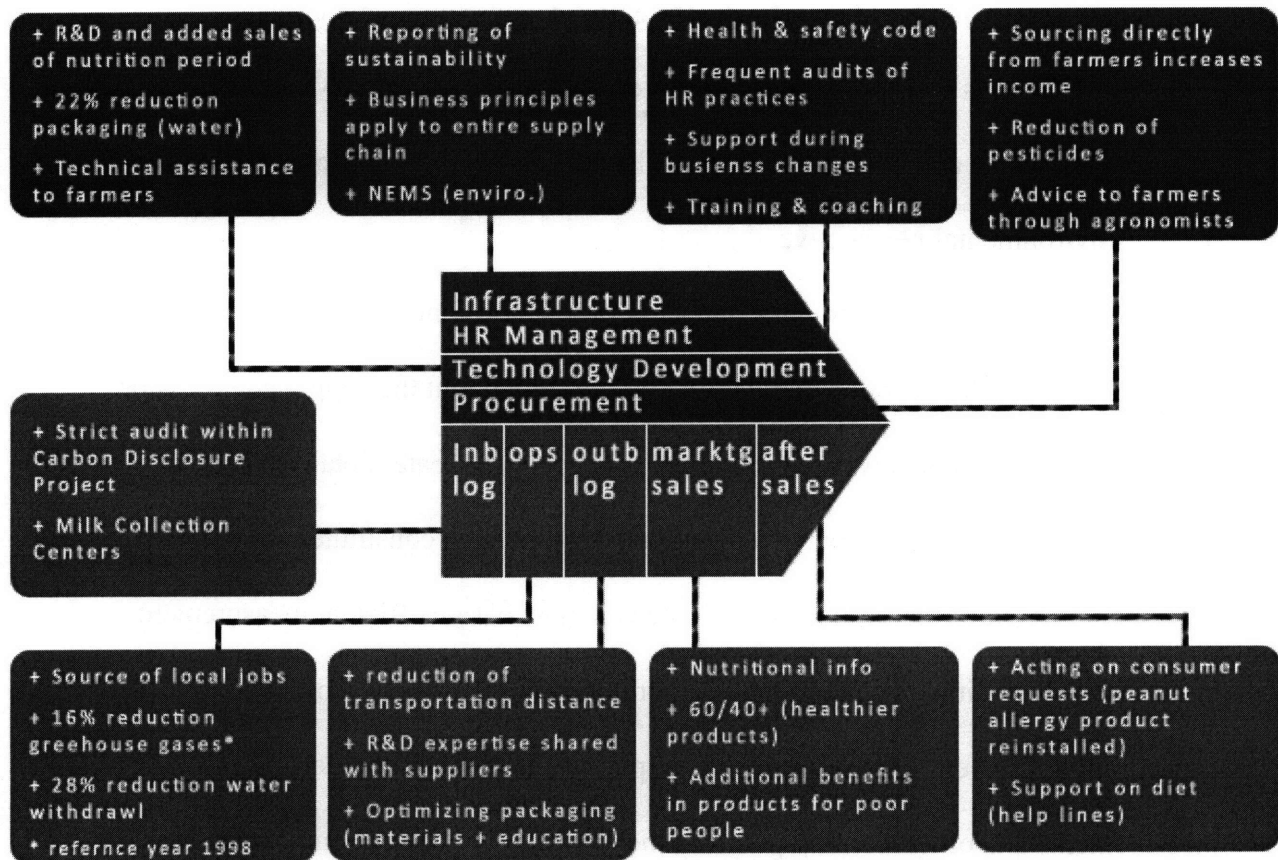 + R&D and added sales
of nutrition period
+ 22% reduction
packaging (water)
+ Technical assistance
to farmers
+ Reporting of
sustainability
+ Business principles
apply to entire supply
chain
+ NEMS (enviro.)
+ Health & safety code
+ Frequent audits of
HR practices
+ Support during
busienss changes
+ Training & coaching
+ Sourcing directly
from farmers increases
income
+ Reduction of
pesticides
+ Advice to farmers
through agronomists
Infrastructure
HR Management
Technology Development
Procurement
Inb
log
ops
outb
log
marktg
sales
after
sales
+ Strict audit within
Carbon Disclosure
Project
+ Milk Collection
Centers
+ Source of local jobs
+ 16% reduction
greehouse gases*
+ 28% reduction water
withdrawl
* refernce year 1998
+ reduction of
transportation distance
+ R&D expertise shared
with suppliers
+ Optimizing packaging
(materials + education)
+ Nutritional info
+ 60/40+ (healthier
products)
+ Additional benefits
in products for poor
people
+ Acting on consumer
requests (peanut
allergy product
reinstalled)
+ Support on diet
(help lines)